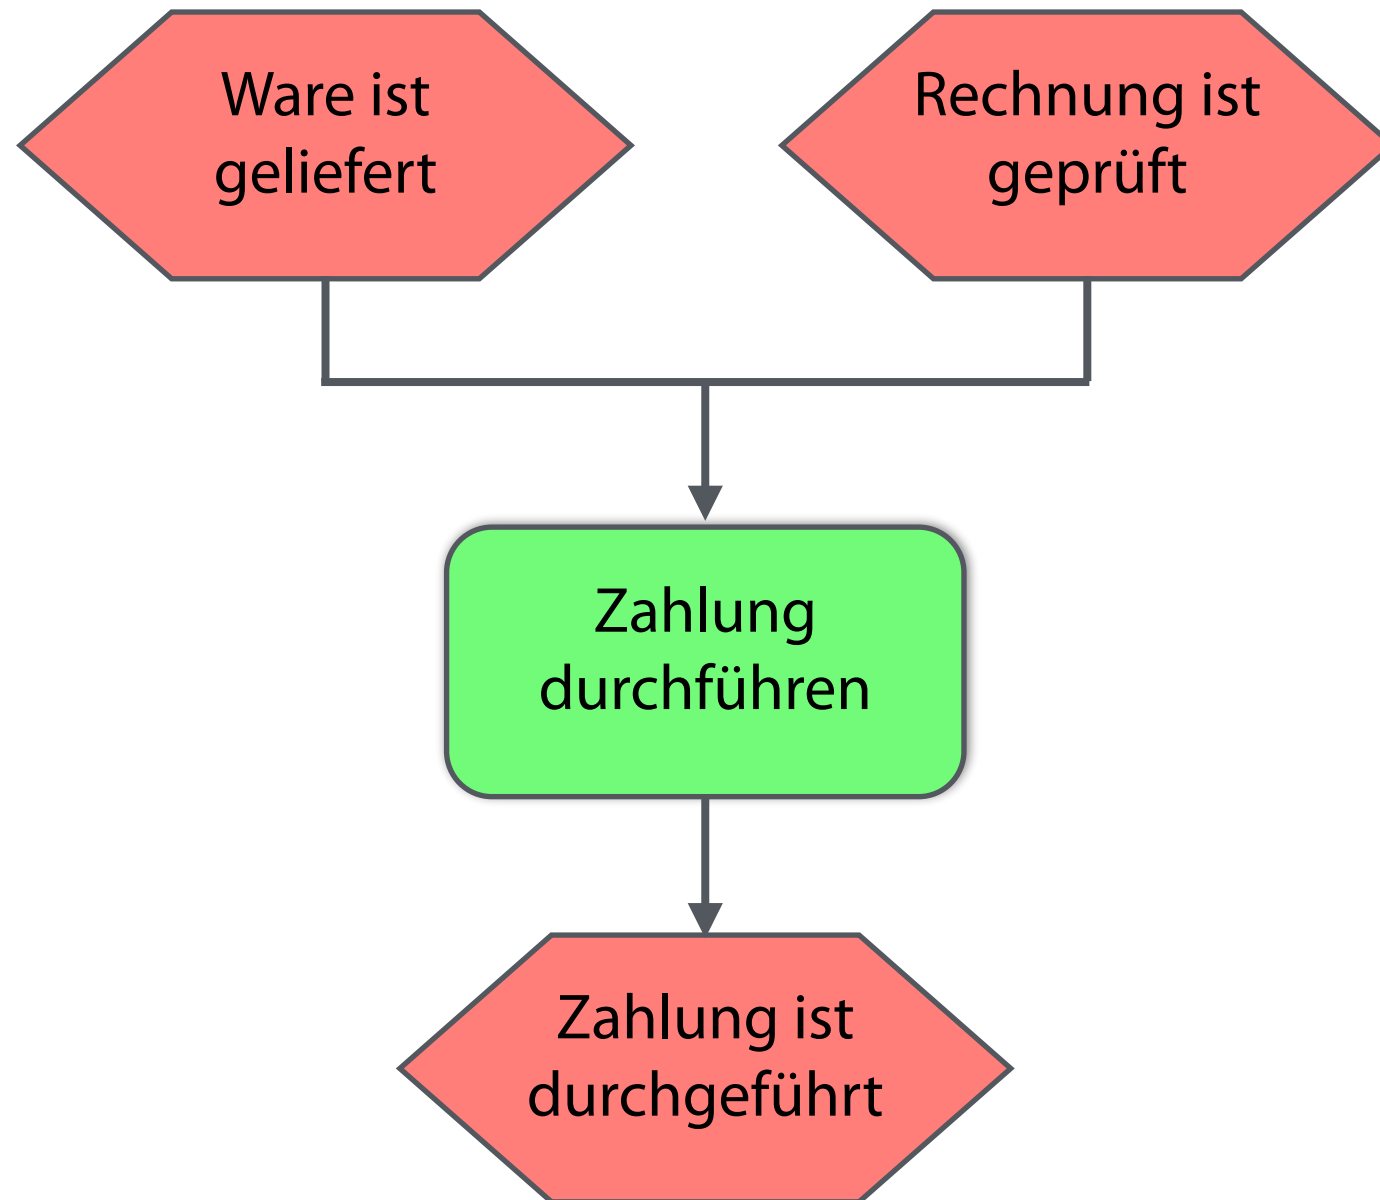 Ware ist
geliefert
Rechnung ist
geprüft
Zahlung
durchführen
Zahlung ist
durchgeführt